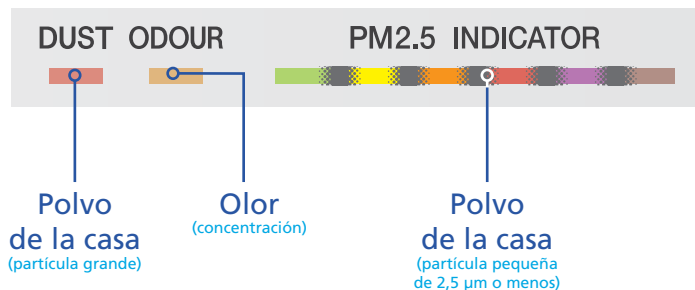 DUST ODOUR PM2.5 INDICATOR
Polvo
de la casa
(partícula grande)
Olor
(concentración)
Polvo
de la casa
(partícula pequeña
de 2,5 µm o menos)